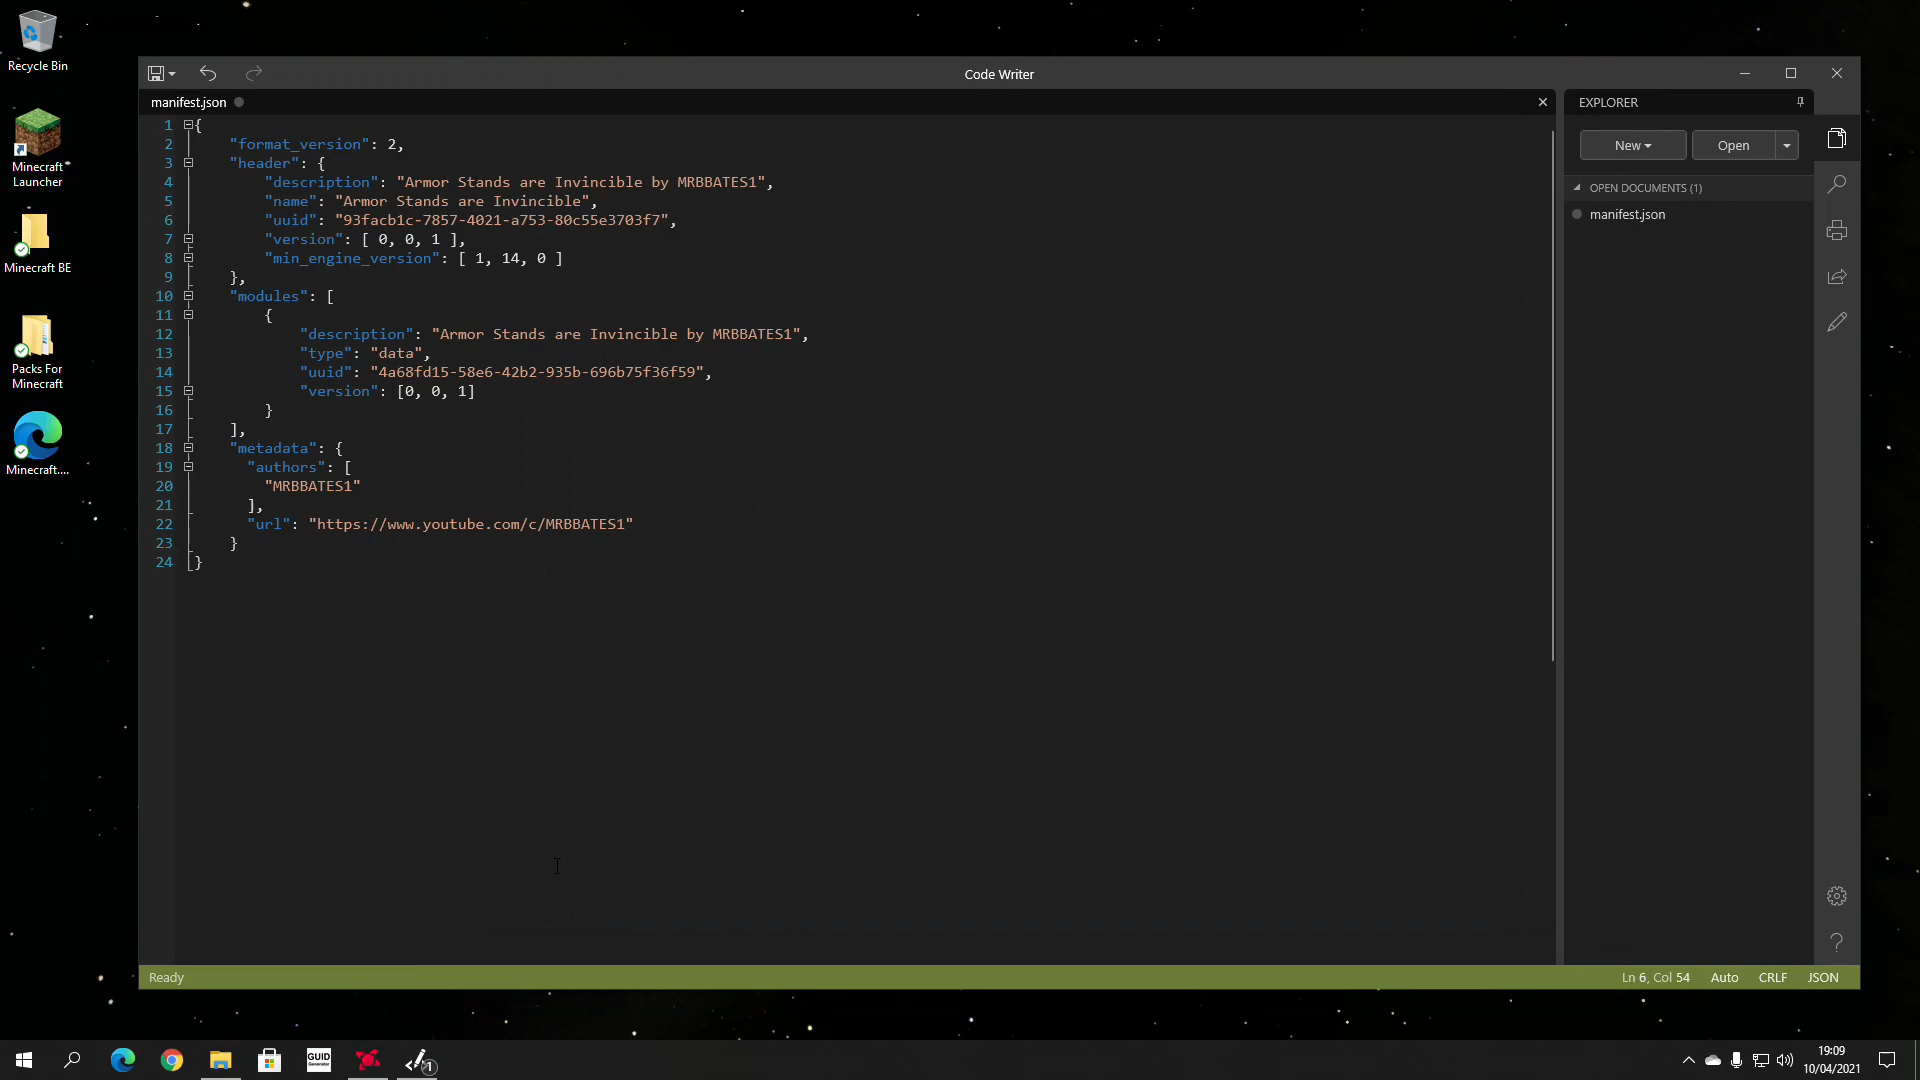 Recycle Bin
Minecraft Launcher
Minecraft BE
Packs For Minecraft
Minecraft....
Code Writer
manifest.json
1 {
2     "format_version": 2,
3     "header": {
4         "description": "Armor Stands are Invincible by MRBBATES1",
5         "name": "Armor Stands are Invincible",
6         "uuid": "93facb1c-7857-4021-a753-80c55e3703f7",
7         "version": [ 0, 0, 1 ],
8         "min_engine_version": [ 1, 14, 0 ]
9     },
10     "modules": [
11         {
12             "description": "Armor Stands are Invincible by MRBBATES1",
13             "type": "data",
14             "uuid": "4a68fd15-58e6-42b2-935b-696b75f36f59",
15             "version": [0, 0, 1]
16         }
17     ],
18     "metadata": {
19       "authors": [
20         "MRBBATES1"
21       ],
22       "url": "https://www.youtube.com/c/MRBBATES1"
23     }
24 }
EXPLORER
New
Open
OPEN DOCUMENTS (1)
manifest.json
Ready
Ln 6, Col 54
Auto
CRLF
JSON
GUID
Generator
1
19:09
10/04/2021